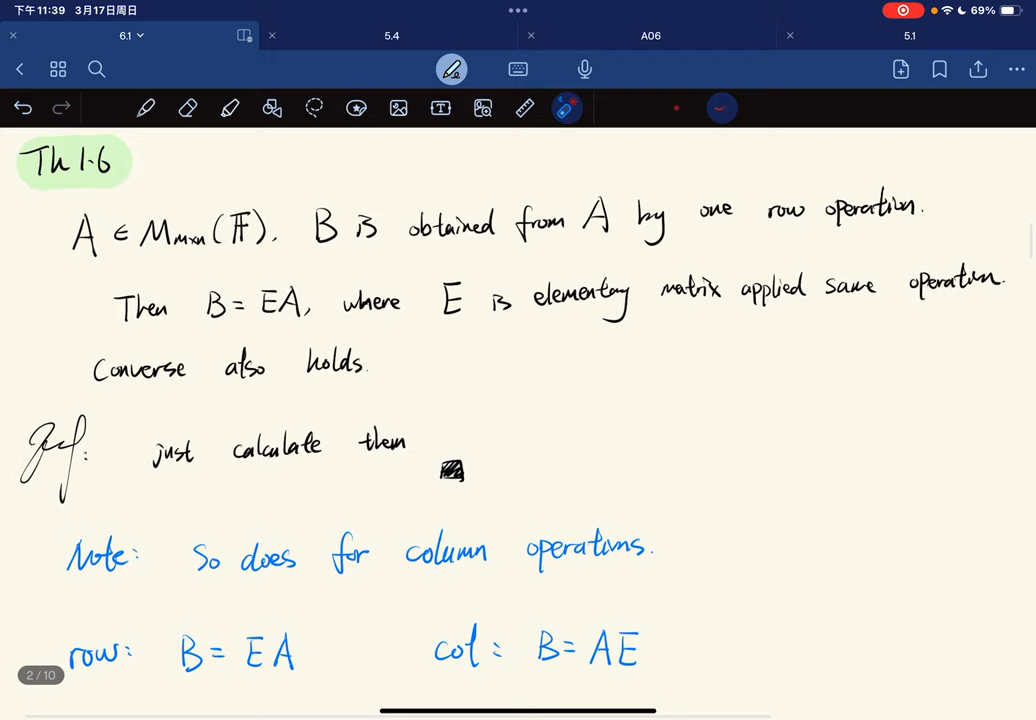 下午11:39 3月17日周日
69%
6.1
5.4
A06
5.1
Th 1.6
A ∈ Mm×n(𝔽). B is obtained from A by one row operation.
Then B = EA, where E is elementary matrix applied same operation.
Converse also holds.
Proof: just calculate them
Note: So does for column operations.
row: B = EA col: B = AE
2 / 10